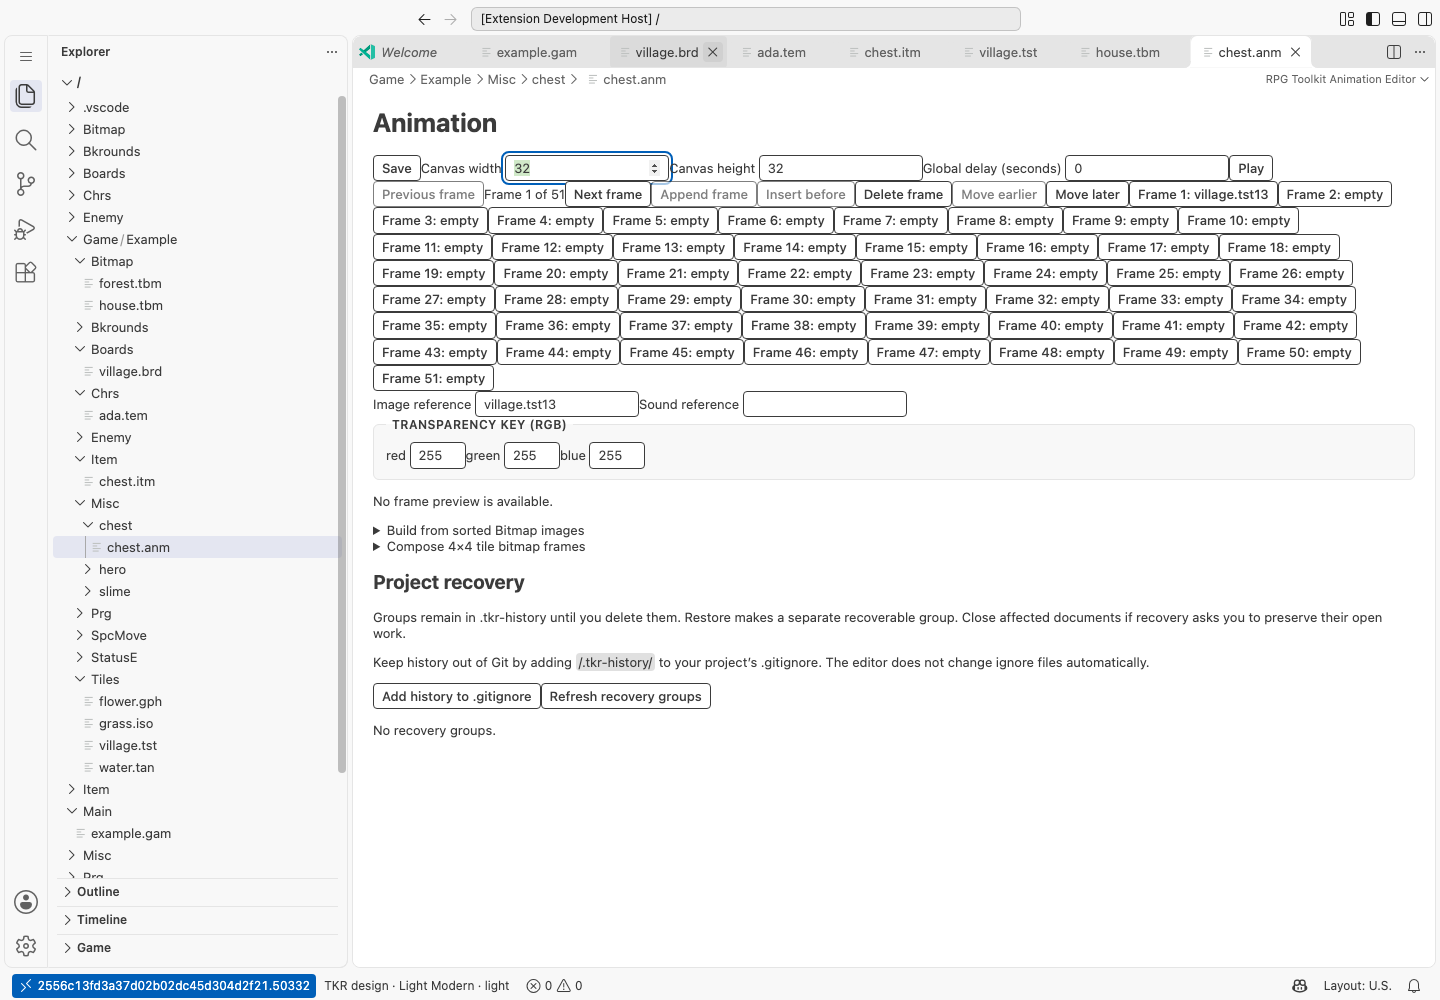 [Extension Development Host] /
Explorer
/
.vscode
Bitmap
Bkrounds
Boards
Chrs
Enemy
Game / Example
Bitmap
forest.tbm
house.tbm
Bkrounds
Boards
village.brd
Chrs
ada.tem
Enemy
Item
chest.itm
Misc
chest
chest.anm
hero
slime
Prg
SpcMove
StatusE
Tiles
flower.gph
grass.iso
village.tst
water.tan
Item
Main
example.gam
Misc
Prg
Outline
Timeline
Game
Welcome example.gam village.brd ada.tem chest.itm village.tst house.tbm chest.anm
Game > Example > Misc > chest > chest.anm RPG Toolkit Animation Editor
Animation
Save Canvas width 32 Canvas height 32 Global delay (seconds) 0 Play
Previous frame Frame 1 of 51 Next frame Append frame Insert before Delete frame Move earlier Move later Frame 1: village.tst13 Frame 2: empty
Frame 3: empty Frame 4: empty Frame 5: empty Frame 6: empty Frame 7: empty Frame 8: empty Frame 9: empty Frame 10: empty
Frame 11: empty Frame 12: empty Frame 13: empty Frame 14: empty Frame 15: empty Frame 16: empty Frame 17: empty Frame 18: empty
Frame 19: empty Frame 20: empty Frame 21: empty Frame 22: empty Frame 23: empty Frame 24: empty Frame 25: empty Frame 26: empty
Frame 27: empty Frame 28: empty Frame 29: empty Frame 30: empty Frame 31: empty Frame 32: empty Frame 33: empty Frame 34: empty
Frame 35: empty Frame 36: empty Frame 37: empty Frame 38: empty Frame 39: empty Frame 40: empty Frame 41: empty Frame 42: empty
Frame 43: empty Frame 44: empty Frame 45: empty Frame 46: empty Frame 47: empty Frame 48: empty Frame 49: empty Frame 50: empty
Frame 51: empty
Image reference village.tst13 Sound reference
TRANSPARENCY KEY (RGB)
red 255 green 255 blue 255
No frame preview is available.
Build from sorted Bitmap images
Compose 4×4 tile bitmap frames
Project recovery
Groups remain in .tkr-history until you delete them. Restore makes a separate recoverable group. Close affected documents if recovery asks you to preserve their open
work.
Keep history out of Git by adding /.tkr-history/ to your project's .gitignore. The editor does not change ignore files automatically.
Add history to .gitignore Refresh recovery groups
No recovery groups.
2556c13fd3a37d02b02dc45d304d2f21.50332 TKR design · Light Modern · light 0 0 Layout: U.S.